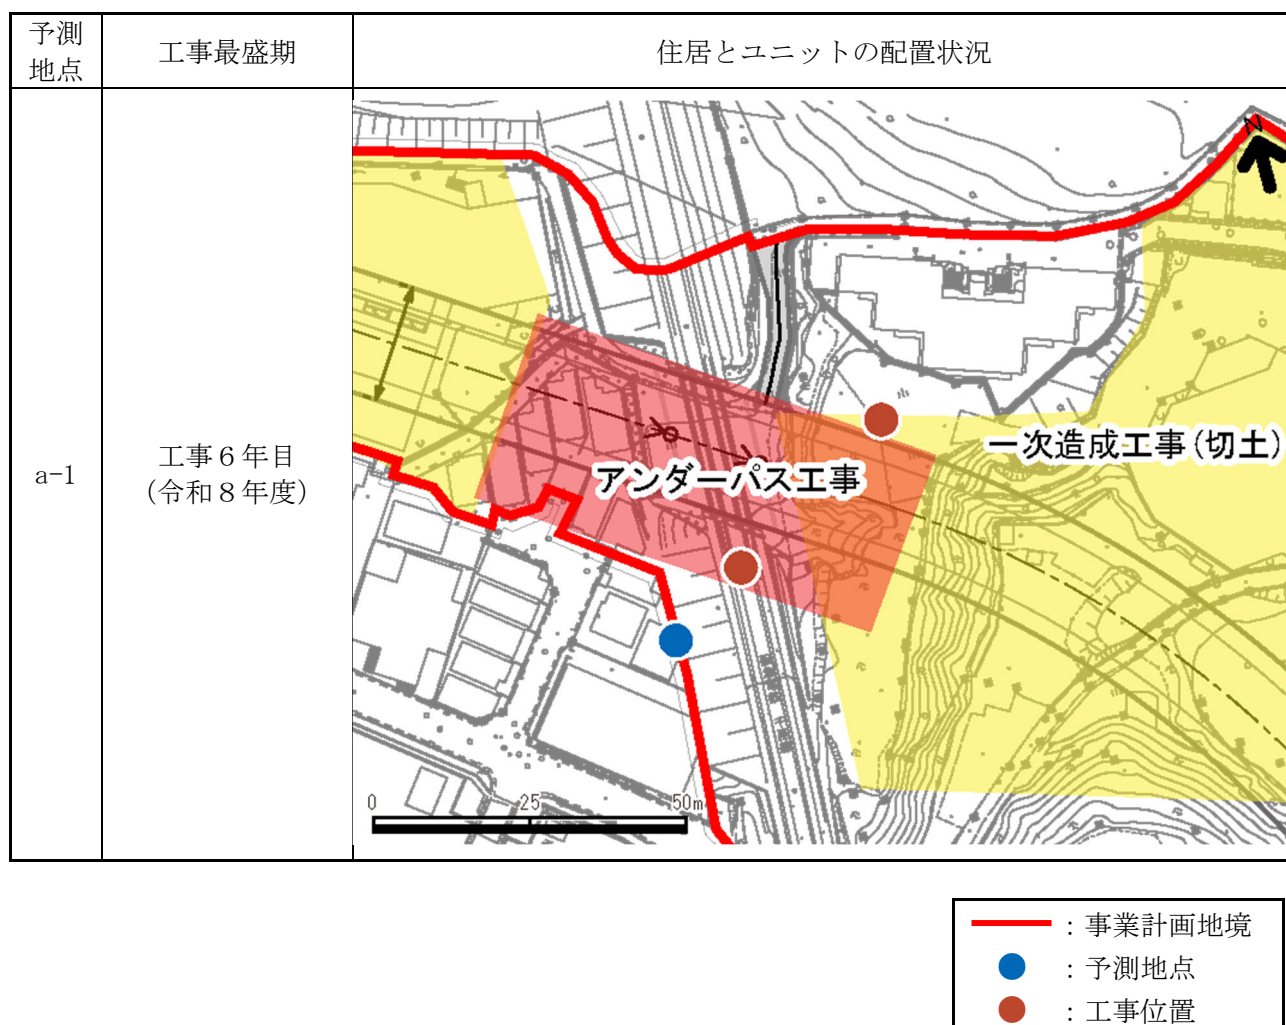 予測
地点
工事最盛期
住居とユニットの配置状況
N
a-1
工事６年目
(令和８年度)
一次造成工事(切土)
アンダーパス工事
0
25
50m
：事業計画地境
：予測地点
：工事位置